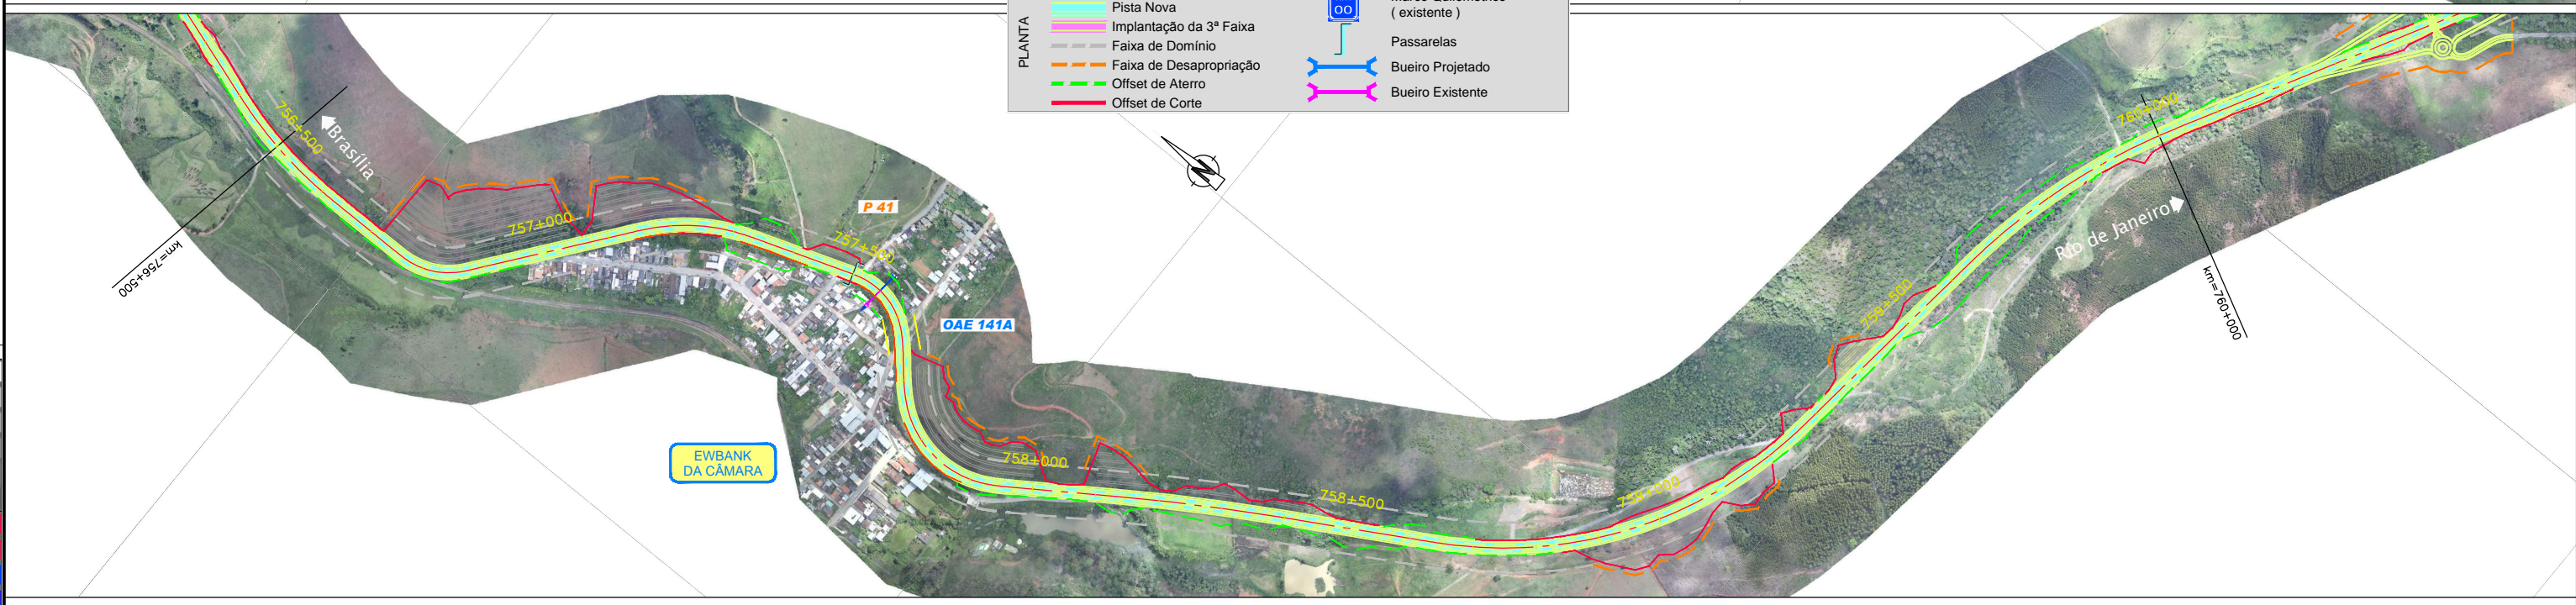 PLANTA
Pista Nova
Implantação da 3ª Faixa
Faixa de Domínio
Faixa de Desapropriação
Offset de Aterro
Offset de Corte
00
( existente )
Passarelas
Bueiro Projetado
Bueiro Existente
756+500
Brasília
km=756+500
757+000
P 41
757+500
OAE 141A
EWBANK
DA CÂMARA
N
758+000
758+500
759+000
759+500
760+000
Rio de Janeiro
km=760+000